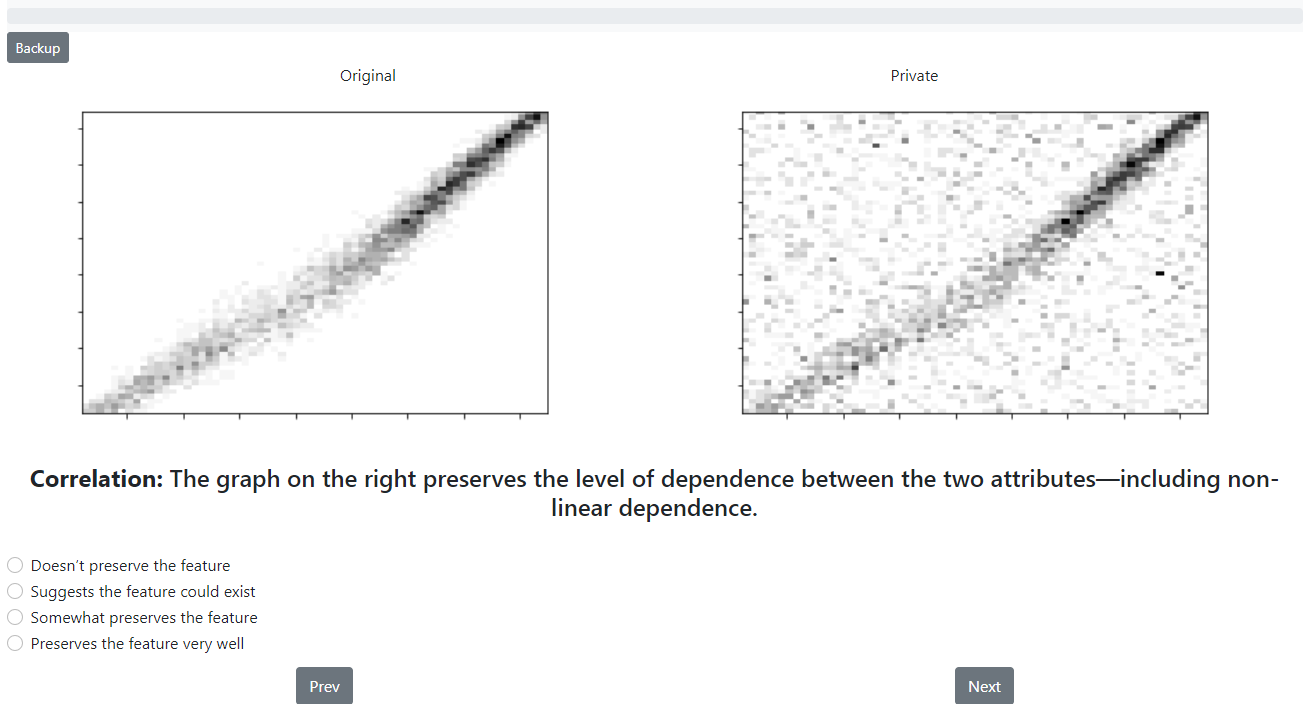 Backup
Original
Private
Correlation: The graph on the right preserves the level of dependence between the two attributes—including non-
linear dependence.
Doesn’t preserve the feature
Suggests the feature could exist
Somewhat preserves the feature
Preserves the feature very well
Prev
Next